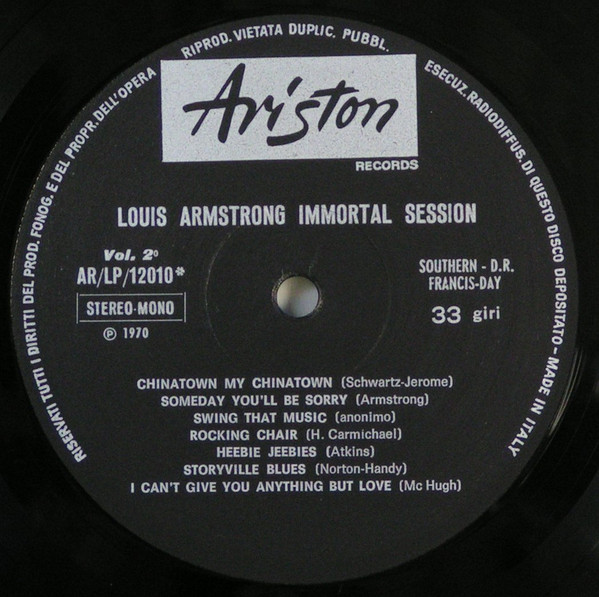 RISERVATI TUTTI I DIRITTI DEL PROD. FONOG. E DEL PROPR. DELL'OPERA RIPROD. VIETATA DUPLIC. PUBBL. ESECUZ. RADIODIFFUS. DI QUESTO DISCO DEPOSITATO - MADE IN ITALY
Ariston
RECORDS
LOUIS ARMSTRONG IMMORTAL SESSION
Vol. 2°
AR/LP/12010*
STEREO-MONO
℗ 1970
SOUTHERN - D.R.
FRANCIS-DAY
33 giri
CHINATOWN MY CHINATOWN (Schwartz-Jerome)
SOMEDAY YOU'LL BE SORRY (Armstrong)
SWING THAT MUSIC (anonimo)
ROCKING CHAIR (H. Carmichael)
HEEBIE JEEBIES (Atkins)
STORYVILLE BLUES (Norton-Handy)
I CAN'T GIVE YOU ANYTHING BUT LOVE (Mc Hugh)